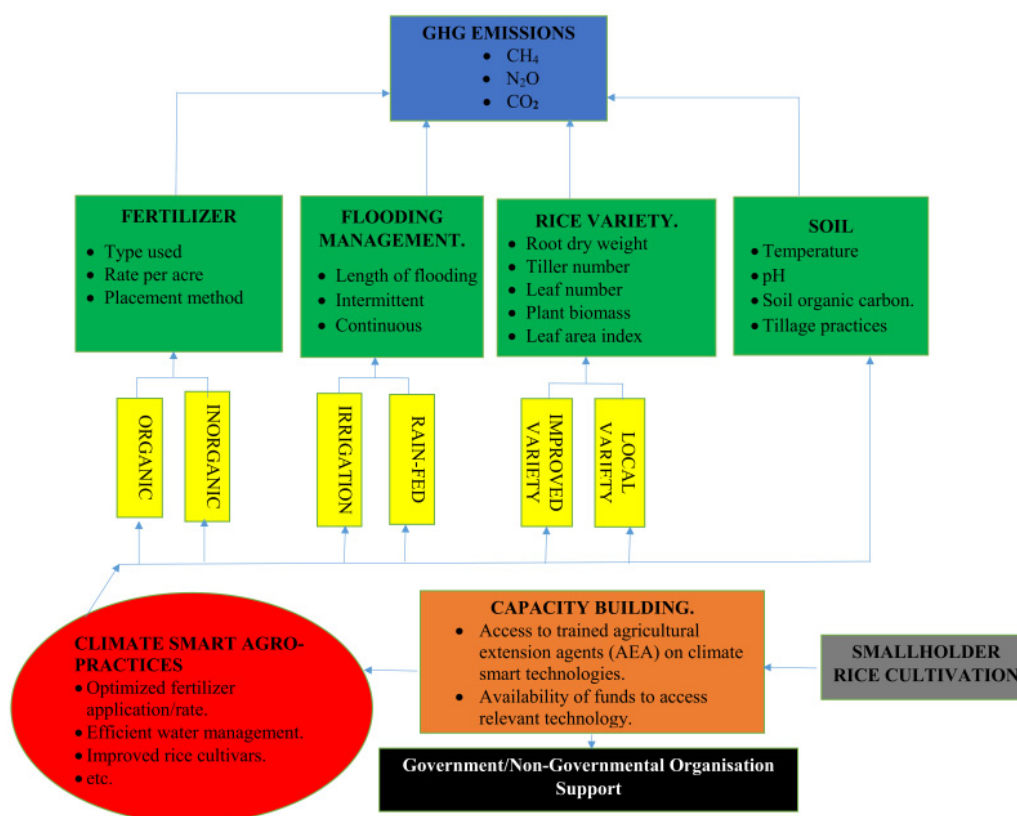 GHG EMISSIONS
• CH₄
• N₂O
• CO₂
FERTILIZER
• Type used
• Rate per acre
• Placement method
FLOODING
MANAGEMENT.
• Length of flooding
• Intermittent
• Continuous
RICE VARIETY.
• Root dry weight
• Tiller number
• Leaf number
• Plant biomass
• Leaf area index
SOIL
• Temperature
• pH
• Soil organic carbon.
• Tillage practices
ORGANIC
INORGANIC
IRRIGATION
RAIN-FED
IMPROVED
VARIETY
LOCAL
VARIETY
CLIMATE SMART AGRO-
PRACTICES
• Optimized fertilizer
application/rate.
• Efficient water management.
• Improved rice cultivars.
• etc.
CAPACITY BUILDING.
• Access to trained agricultural
extension agents (AEA) on climate
smart technologies.
• Availability of funds to access
relevant technology.
SMALLHOLDER
RICE CULTIVATION
Government/Non-Governmental Organisation
Support